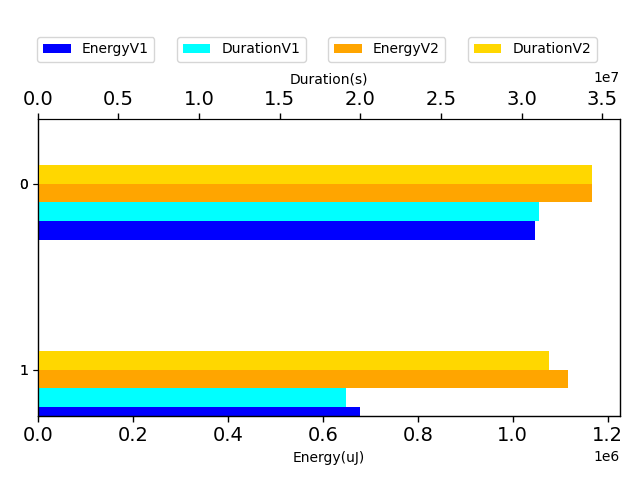 EnergyV1 DurationV1 EnergyV2 DurationV2
Duration(s) 1e7
0.0 0.5 1.0 1.5 2.0 2.5 3.0 3.5
0
1
0.0 0.2 0.4 0.6 0.8 1.0 1.2
Energy(uJ) 1e6